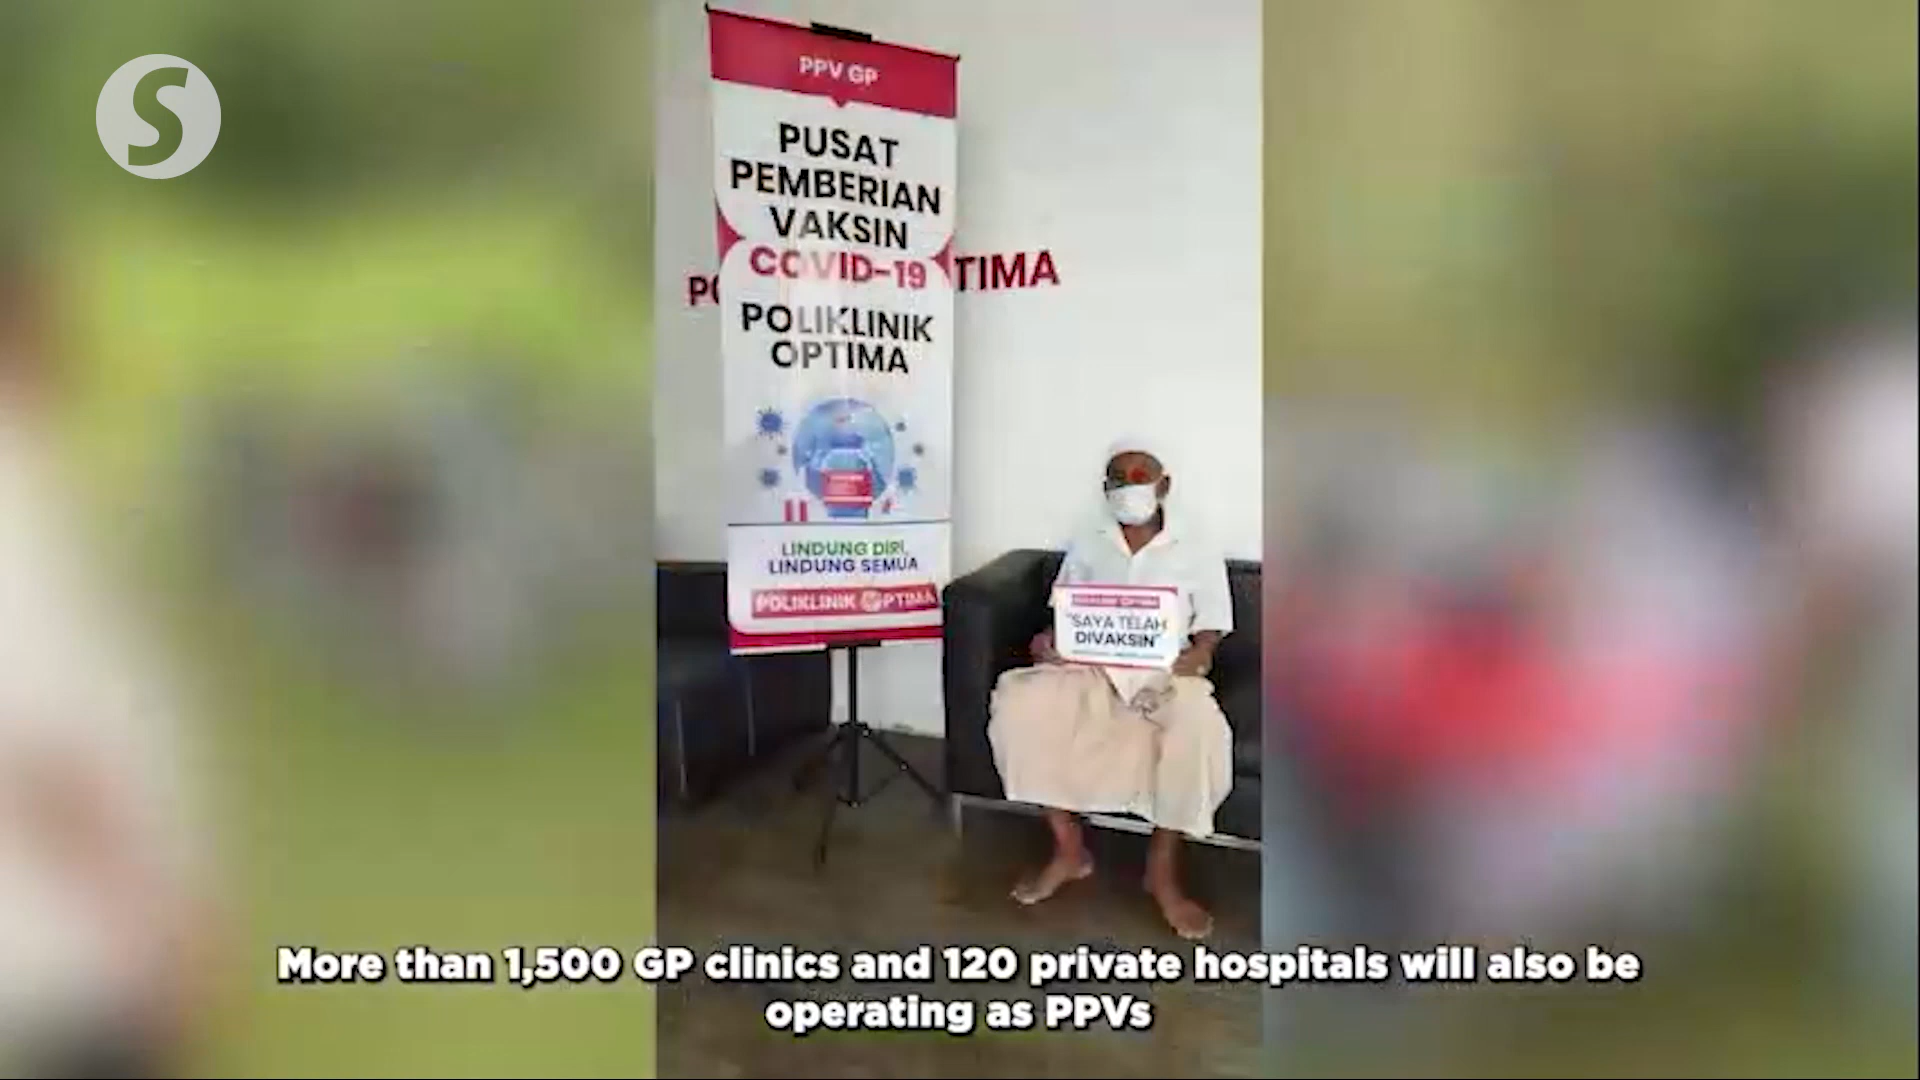 S
PPV GP
PUSAT
PEMBERIAN
VAKSIN
COVID-19
TIMA
POLIKLINIK
OPTIMA
LINDUNG DIRI,
LINDUNG SEMUA
POLIKLINIK OPTIMA
"SAYA TELAH
DIVAKSIN"
More than 1,500 GP clinics and 120 private hospitals will also be
operating as PPVs